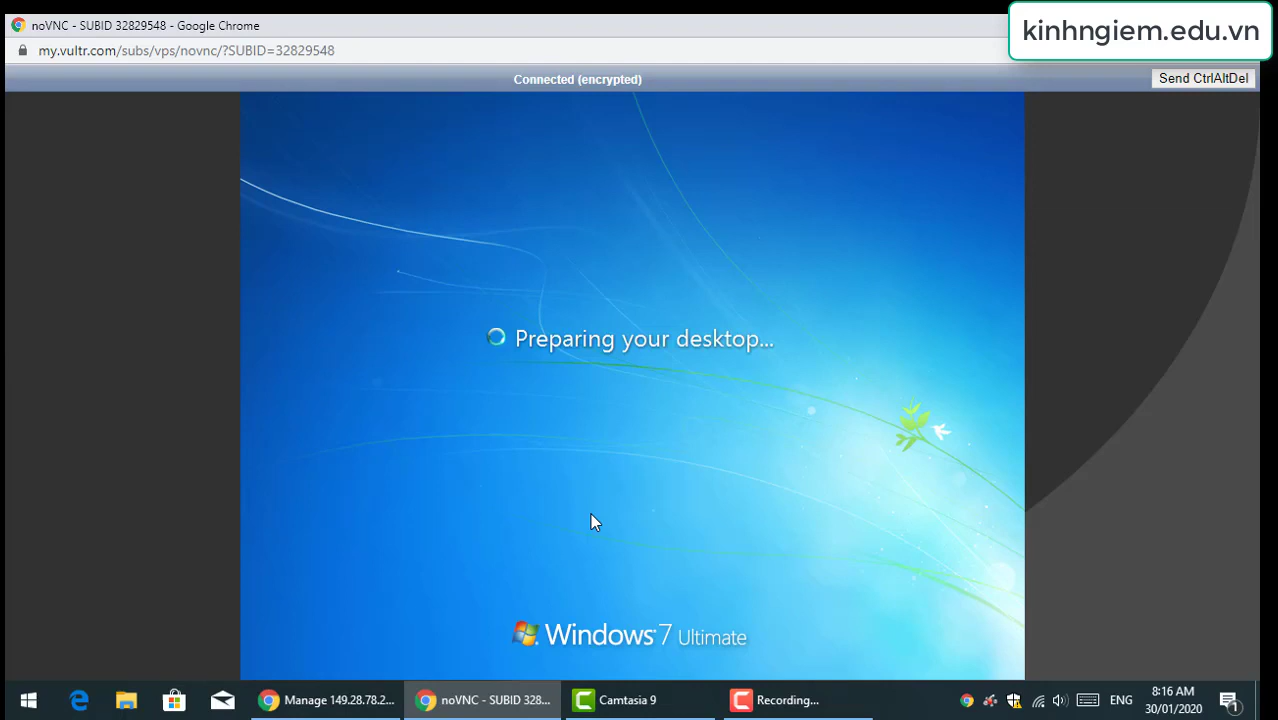 noVNC - SUBID 32829548 - Google Chrome
kinhngiem.edu.vn
my.vultr.com/subs/vps/novnc/?SUBID=32829548
Connected (encrypted)
Send CtrlAltDel
Preparing your desktop...
Windows 7 Ultimate
Manage 149.28.78.2...
noVNC - SUBID 328...
Camtasia 9
Recording...
ENG
8:16 AM
30/01/2020
1